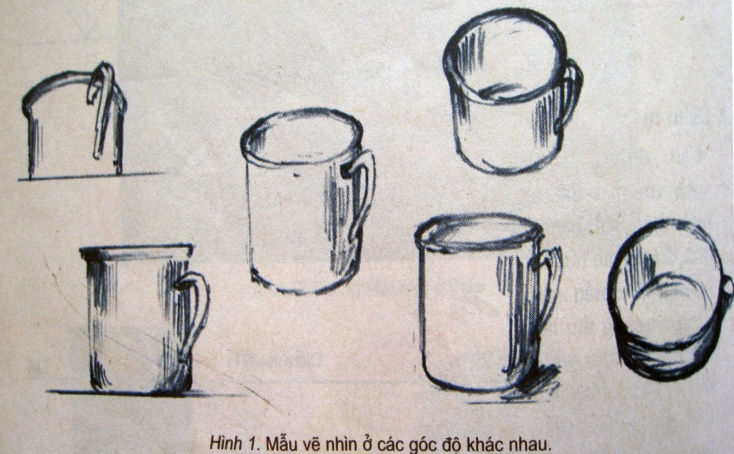 Hình 1. Mẫu vẽ nhìn ở các góc độ khác nhau.